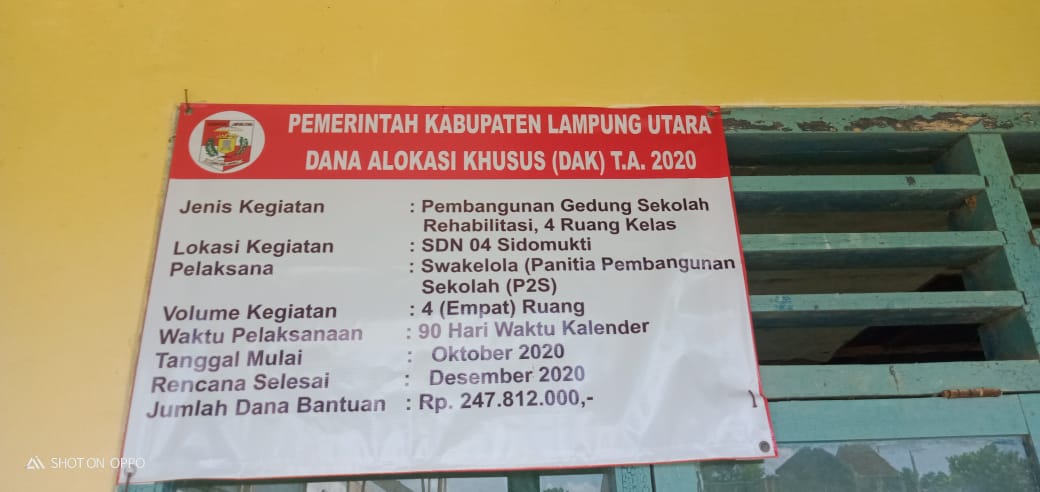 PEMERINTAH KABUPATEN LAMPUNG UTARA
DANA ALOKASI KHUSUS (DAK) T.A. 2020
Jenis Kegiatan : Pembangunan Gedung Sekolah
Rehabilitasi, 4 Ruang Kelas
Lokasi Kegiatan : SDN 04 Sidomukti
Pelaksana : Swakelola (Panitia Pembangunan
Sekolah (P2S)
Volume Kegiatan : 4 (Empat) Ruang
Waktu Pelaksanaan : 90 Hari Waktu Kalender
Tanggal Mulai : Oktober 2020
Rencana Selesai : Desember 2020
Jumlah Dana Bantuan : Rp. 247.812.000,-
SHOT ON OPPO